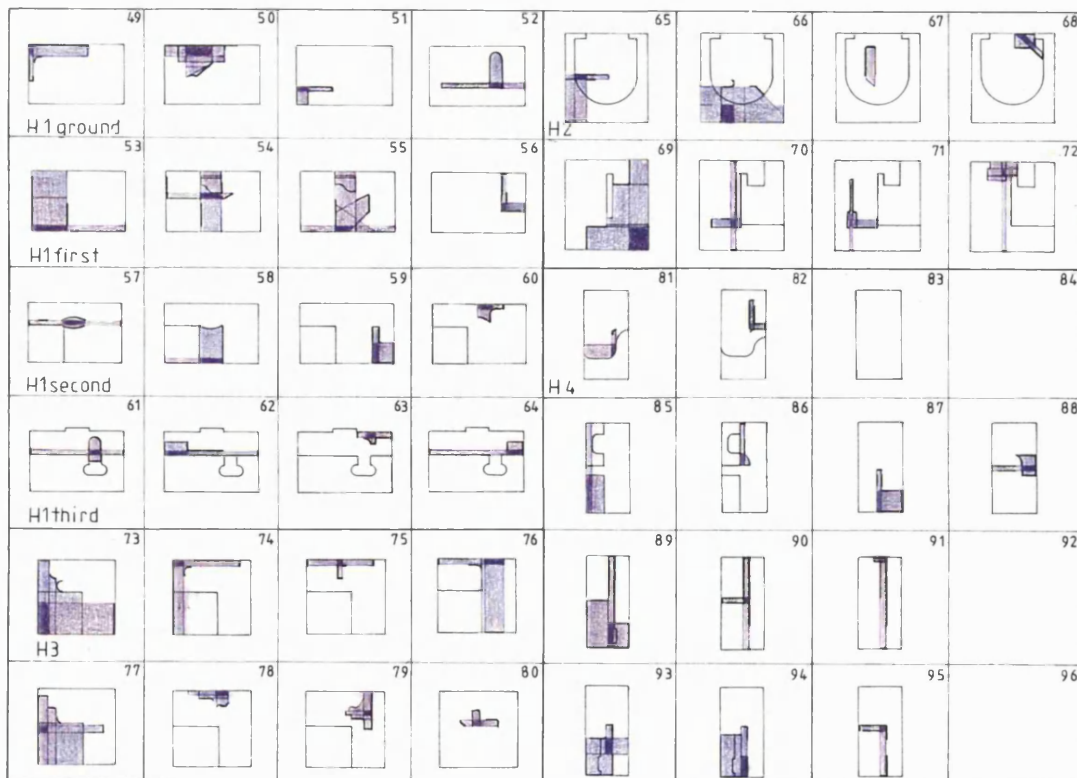 49 50 51 52 65 66 67 68
H1ground H2
53 54 55 56 69 70 71 72
H1first
57 58 59 60 81 82 83 84
H1second H4
61 62 63 64 85 86 87 88
H1third
73 74 75 76 89 90 91 92
H3
77 78 79 80 93 94 95 96